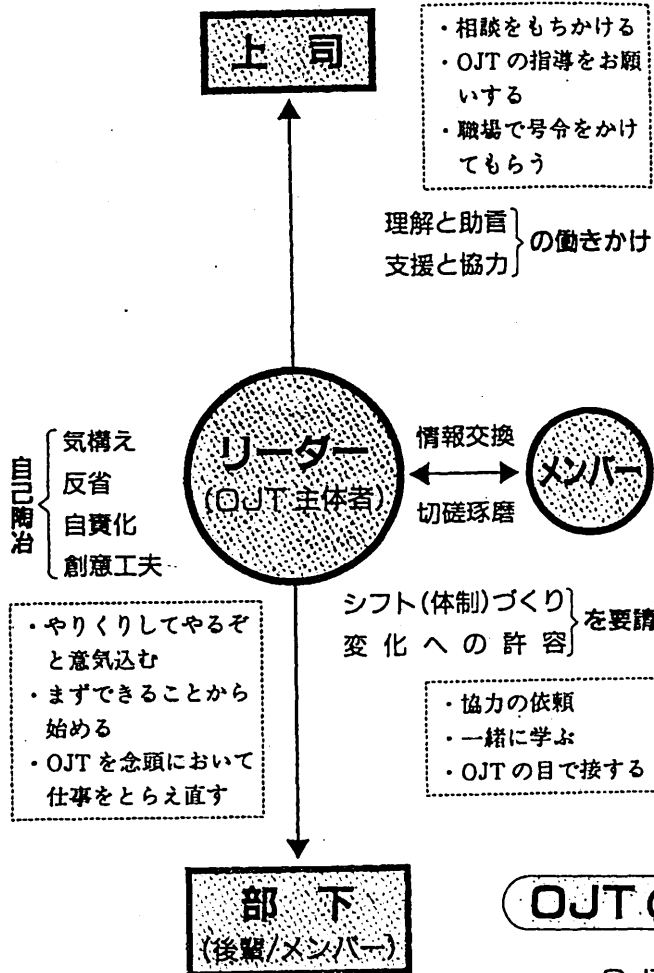 上 司
・相談をもちかける
・OJTの指導をお願
いする
・職場で号令をかけ
てもらう
理解と助言
支援と協力
の働きかけ
自己陶冶
気構え
反省
自責化
創意工夫
リーダー
(OJT主体者)
情報交換
切磋琢磨
メンバー
シフト(体制)づくり
変化への許容
を要請
・やりくりしてやるぞ
と意気込む
・まずできることから
始める
・OJTを念頭において
仕事をとらえ直す
・協力の依頼
・一緒に学ぶ
・OJTの目で接する
部 下
(後輩/メンバー)
OJT